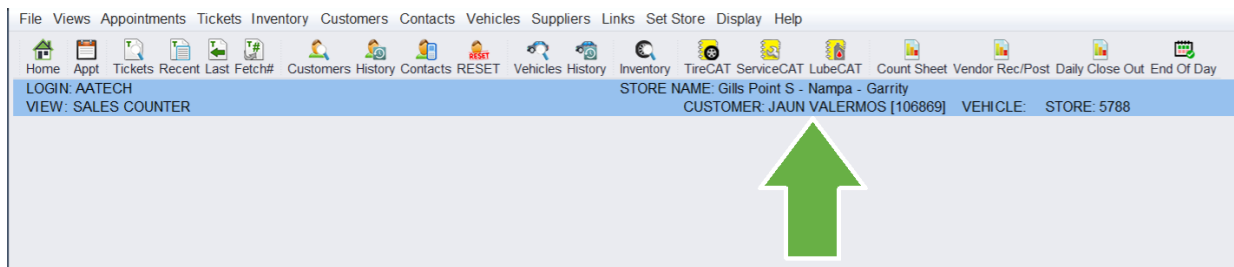 File Views Appointments Tickets Inventory Customers Contacts Vehicles Suppliers Links Set Store Display Help
T T T T# RESET
Home Appt Tickets Recent Last Fetch# Customers History Contacts RESET Vehicles History Inventory TireCAT ServiceCAT LubeCAT Count Sheet Vendor Rec/Post Daily Close Out End Of Day
LOGIN: AATECH STORE NAME: Gills Point S - Nampa - Garrity
VIEW: SALES COUNTER CUSTOMER: JAUN VALERMOS [106869] VEHICLE: STORE: 5788